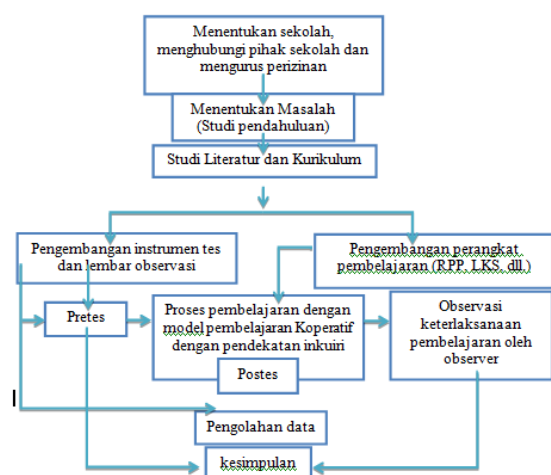 Menentukan sekolah,
menghubungi pihak sekolah dan
mengurus perizinan
Menentukan Masalah
(Studi pendahuluan)
Studi Literatur dan Kurikulum
Pengembangan instrumen tes
dan lembar observasi
Pengembangan perangkat
pembelajaran (RPP, LKS, dll.)
Pretes
Proses pembelajaran dengan
model pembelajaran Koperatif
dengan pendekatan inkuiri
Observasi
keterlaksanaan
pembelajaran oleh
observer
Postes
Pengolahan data
kesimpulan